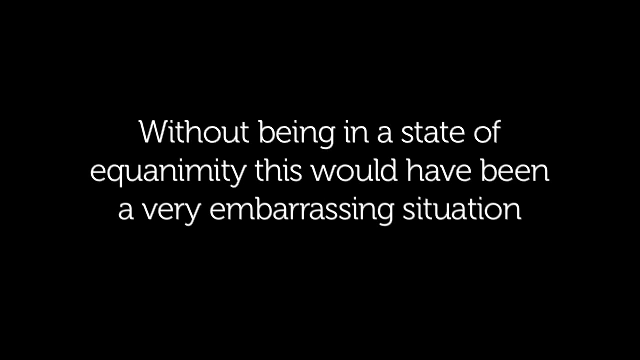 Without being in a state of
equanimity this would have been
a very embarrassing situation